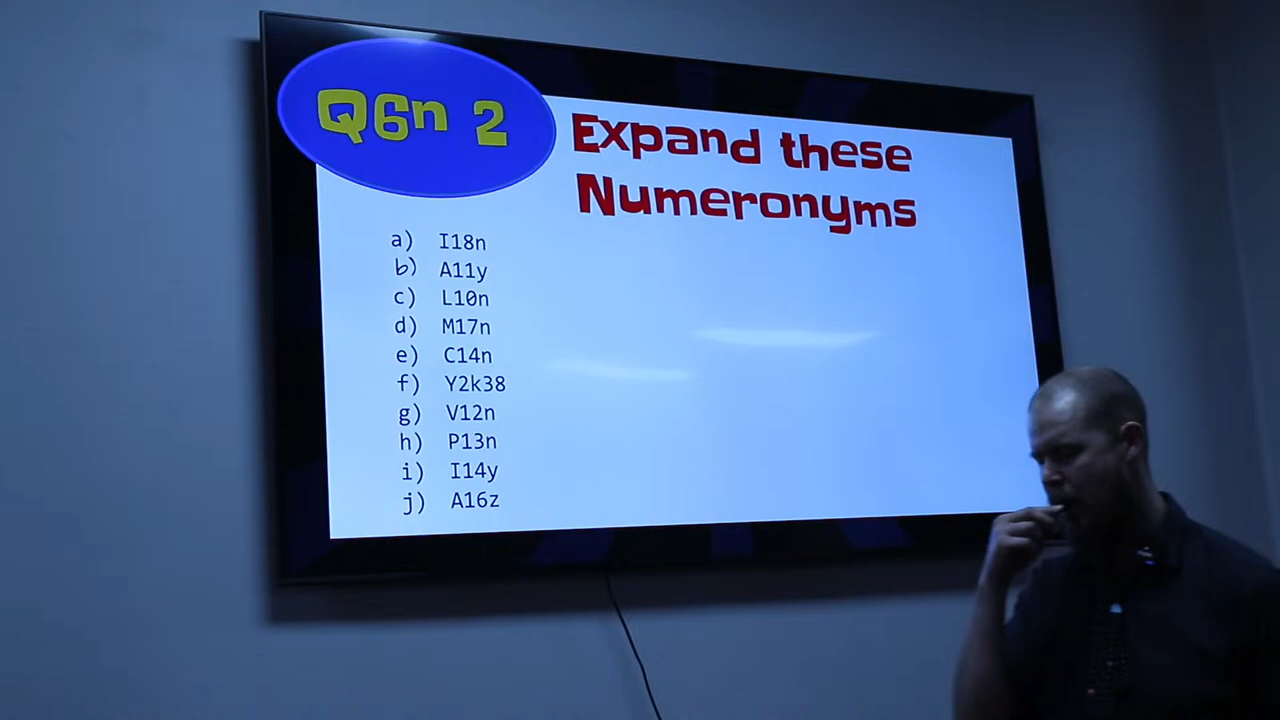 Q6n 2
Expand these
Numeronyms
a) I18n
b) A11y
c) L10n
d) M17n
e) C14n
f) Y2k38
g) V12n
h) P13n
i) I14y
j) A16z